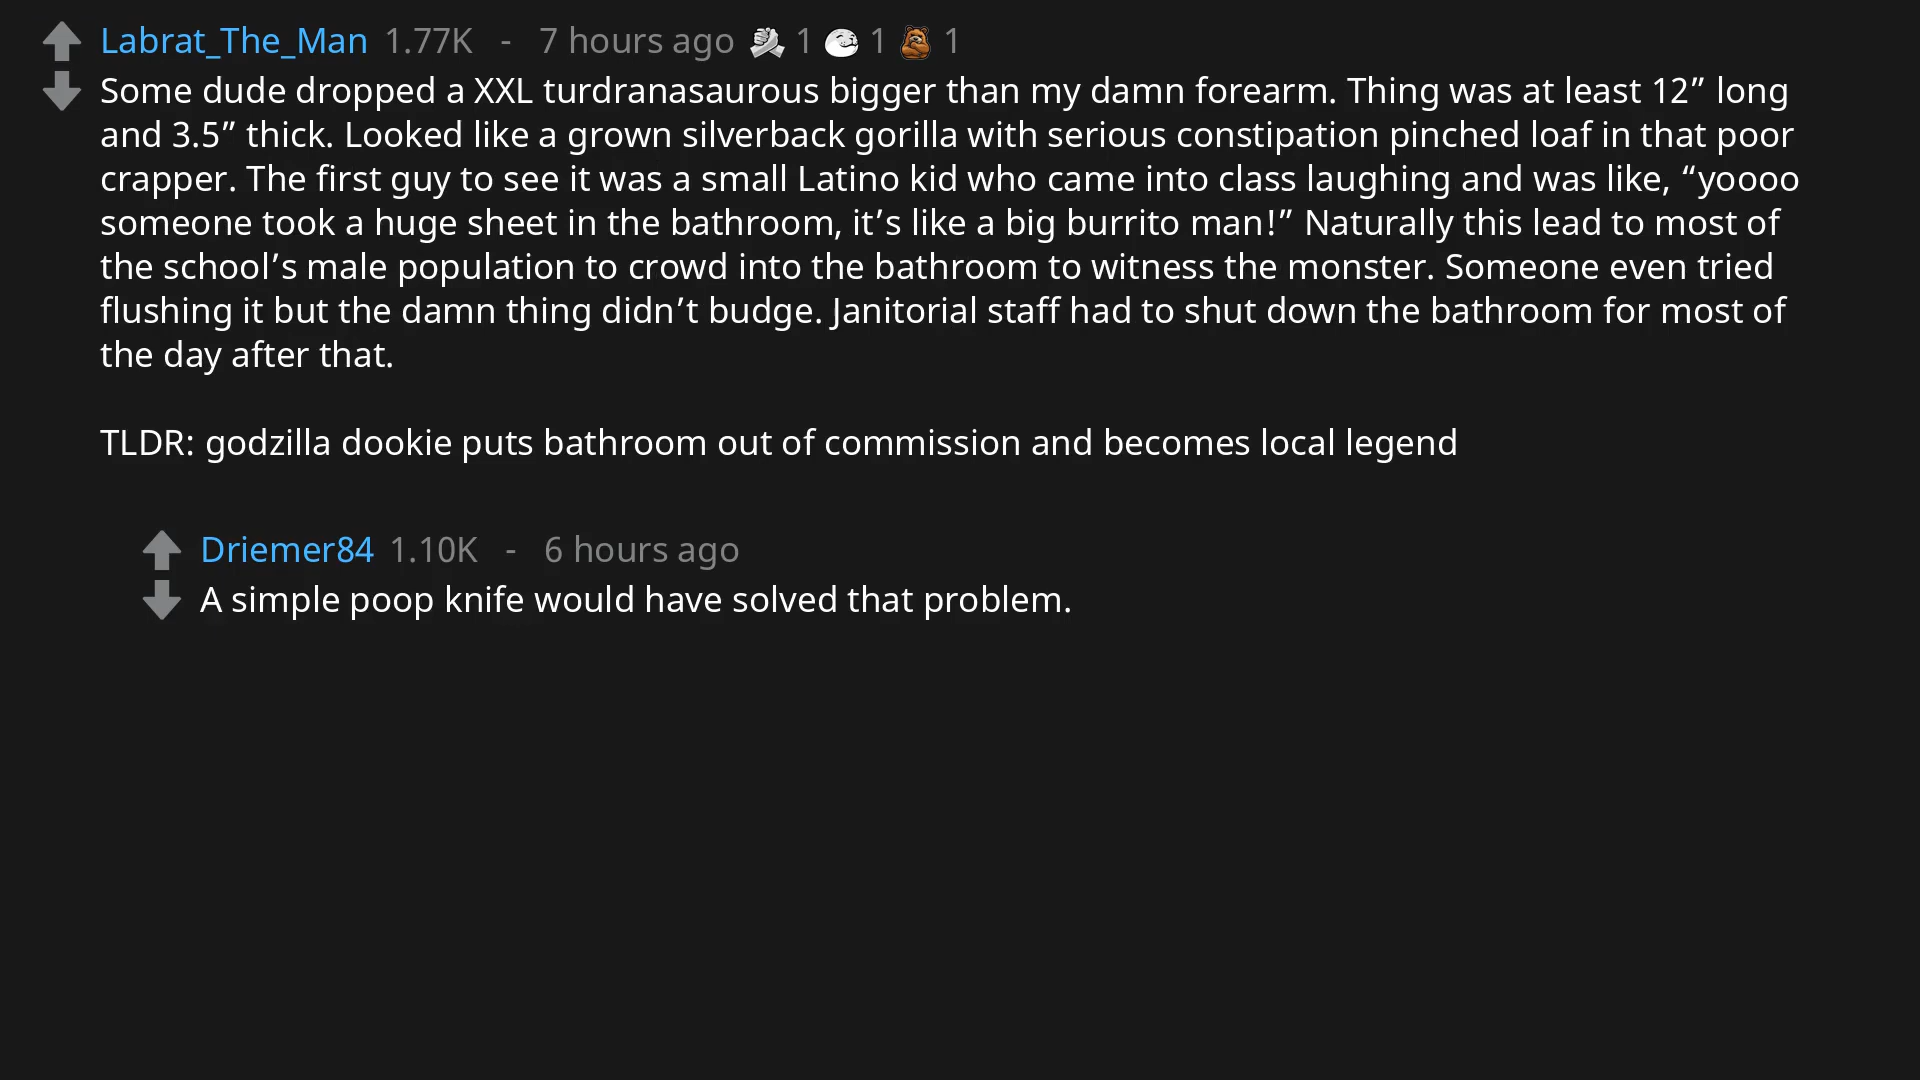 Labrat_The_Man 1.77K - 7 hours ago 1 1 1
Some dude dropped a XXL turdranasaurous bigger than my damn forearm. Thing was at least 12” long
and 3.5” thick. Looked like a grown silverback gorilla with serious constipation pinched loaf in that poor
crapper. The first guy to see it was a small Latino kid who came into class laughing and was like, “yoooo
someone took a huge sheet in the bathroom, it’s like a big burrito man!” Naturally this lead to most of
the school’s male population to crowd into the bathroom to witness the monster. Someone even tried
flushing it but the damn thing didn’t budge. Janitorial staff had to shut down the bathroom for most of
the day after that.
TLDR: godzilla dookie puts bathroom out of commission and becomes local legend
Driemer84 1.10K - 6 hours ago
A simple poop knife would have solved that problem.